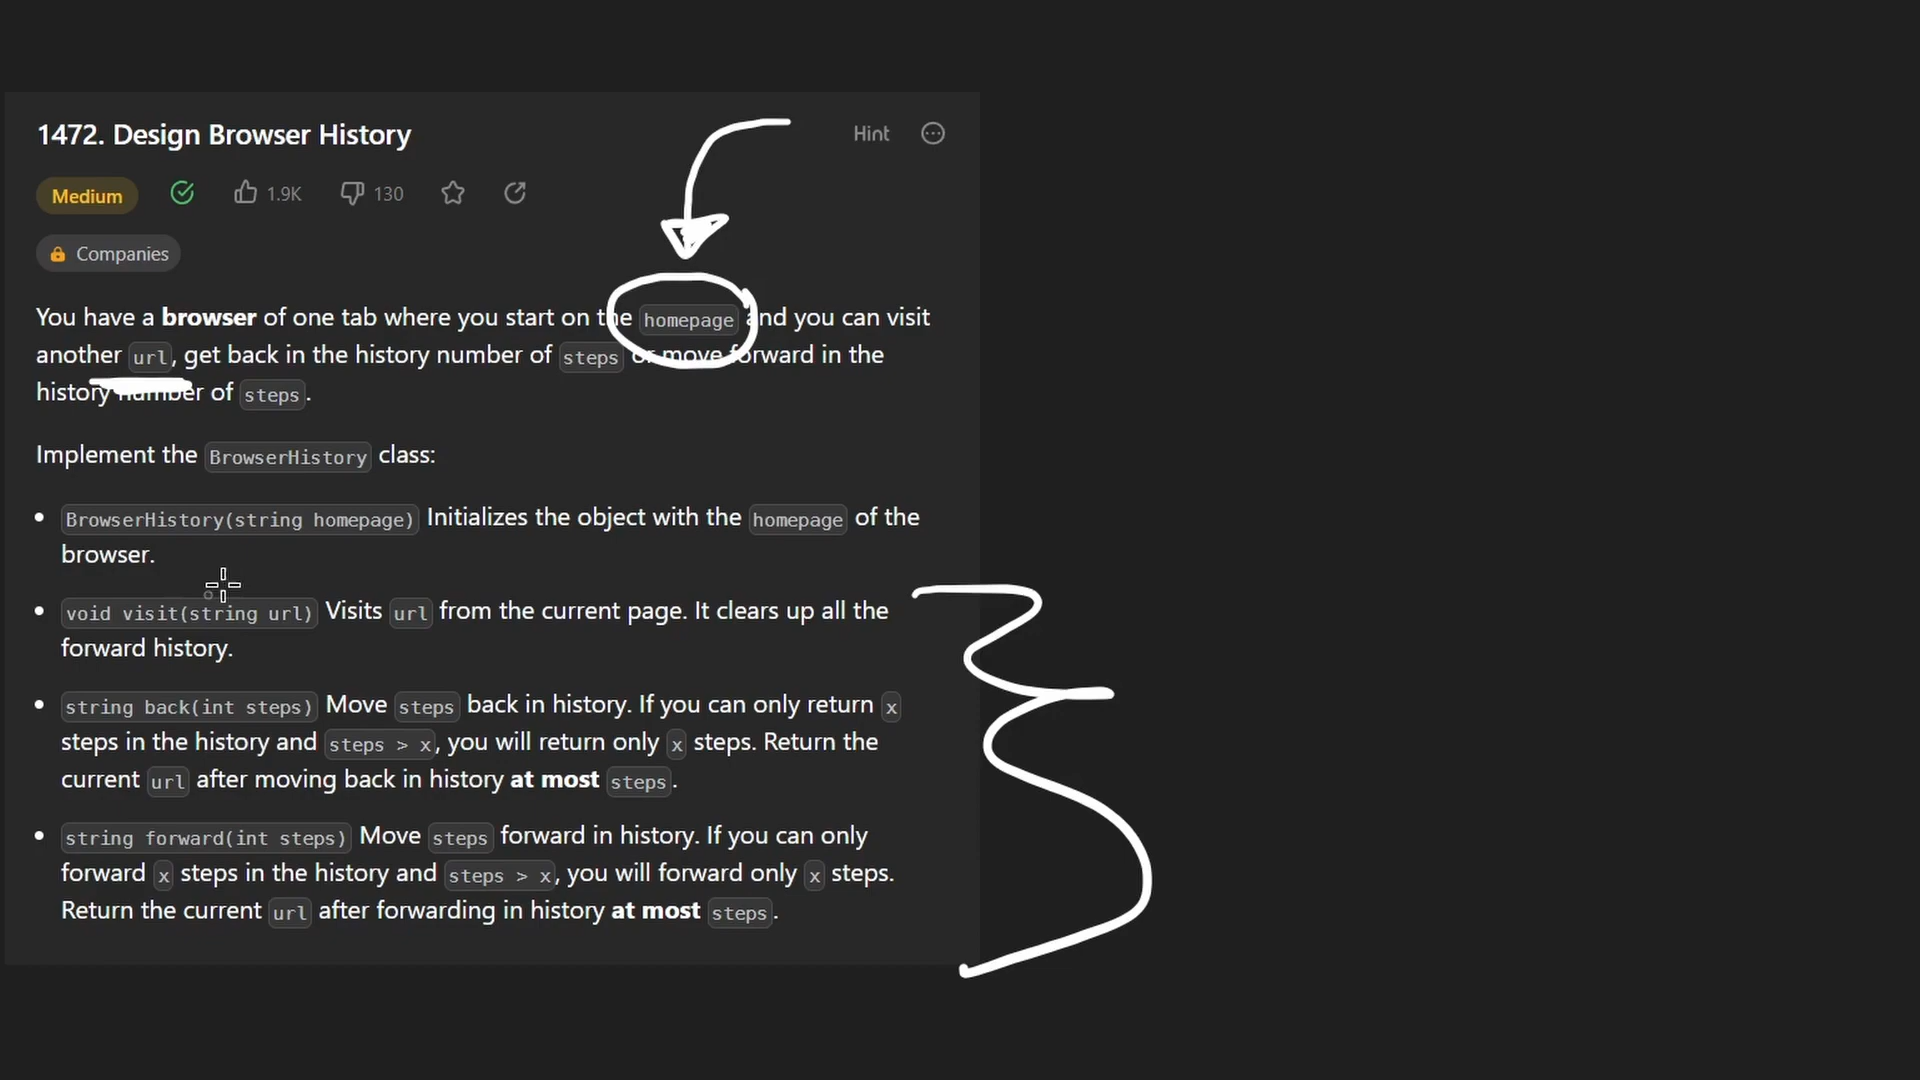 1472. Design Browser History
Hint
Medium 1.9K 130
Companies
You have a browser of one tab where you start on the homepage and you can visit
another url, get back in the history number of steps or move forward in the
history number of steps.
Implement the BrowserHistory class:
• BrowserHistory(string homepage) Initializes the object with the homepage of the
browser.
• void visit(string url) Visits url from the current page. It clears up all the
forward history.
• string back(int steps) Move steps back in history. If you can only return x
steps in the history and steps > x, you will return only x steps. Return the
current url after moving back in history at most steps.
• string forward(int steps) Move steps forward in history. If you can only
forward x steps in the history and steps > x, you will forward only x steps.
Return the current url after forwarding in history at most steps.